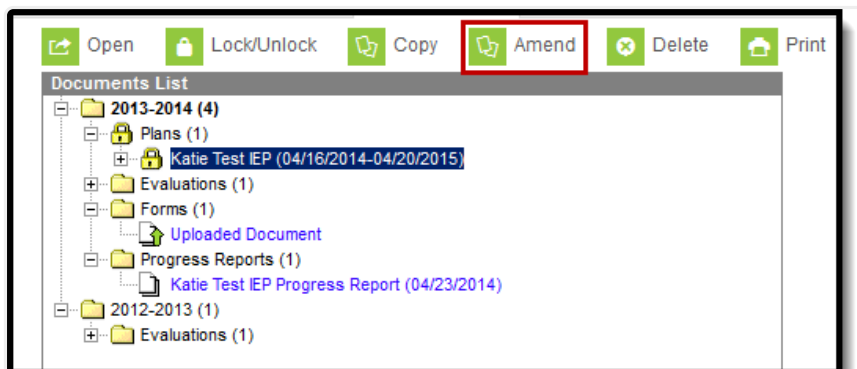 Open Lock/Unlock Copy Amend Delete Print
Documents List
2013-2014 (4)
Plans (1)
Katie Test IEP (04/16/2014-04/20/2015)
Evaluations (1)
Forms (1)
Uploaded Document
Progress Reports (1)
Katie Test IEP Progress Report (04/23/2014)
2012-2013 (1)
Evaluations (1)